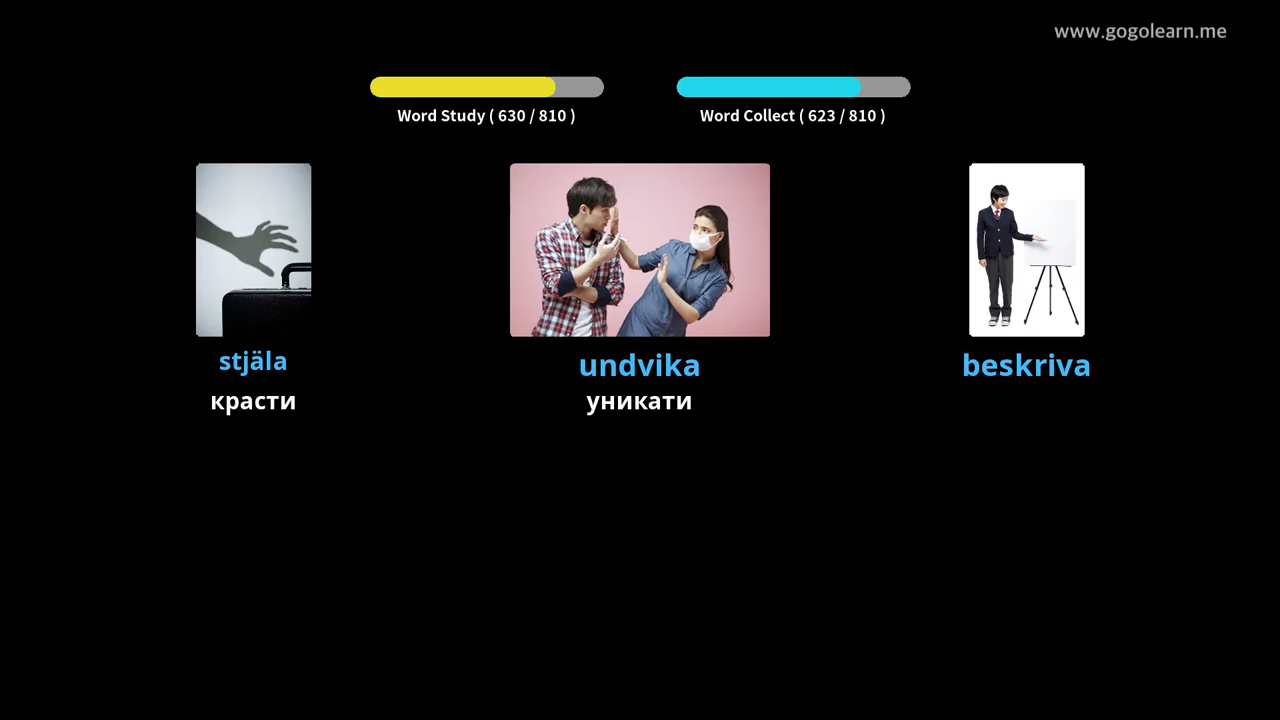 www.gogolearn.me
Word Study ( 630 / 810 )
Word Collect ( 623 / 810 )
stjäla
красти
undvika
уникати
beskriva